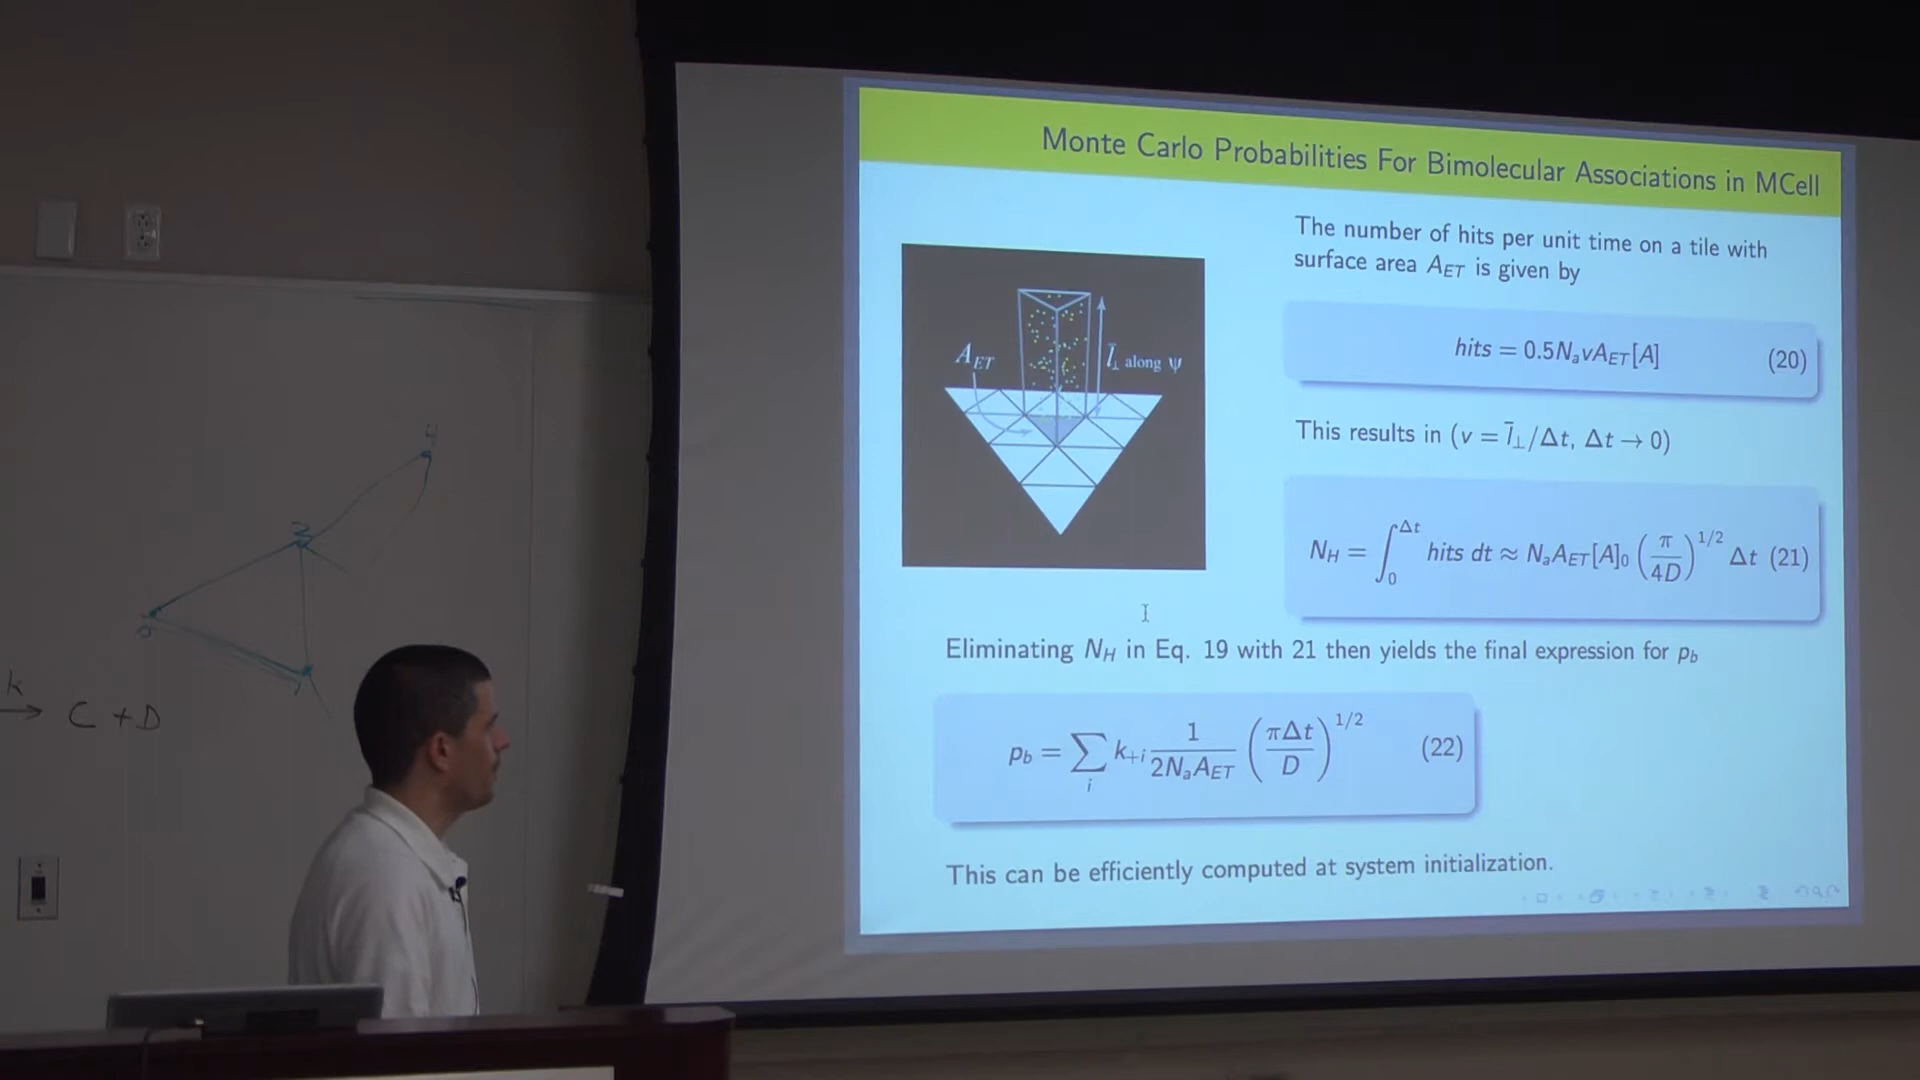 Monte Carlo Probabilities For Bimolecular Associations in MCell
The number of hits per unit time on a tile with
surface area A_ET is given by
hits = 0.5N_a v A_ET[A] (20)
This results in (v = l̄_⊥/Δt, Δt → 0)
N_H = ∫_0^Δt hits dt ≈ N_a A_ET[A]_0 (π/4D)^1/2 Δt (21)
A_ET
l̄_⊥ along ψ
Eliminating N_H in Eq. 19 with 21 then yields the final expression for p_b
p_b = ∑_i k_+i 1/(2N_a A_ET) (πΔt/D)^1/2 (22)
This can be efficiently computed at system initialization.
k
→ C + D